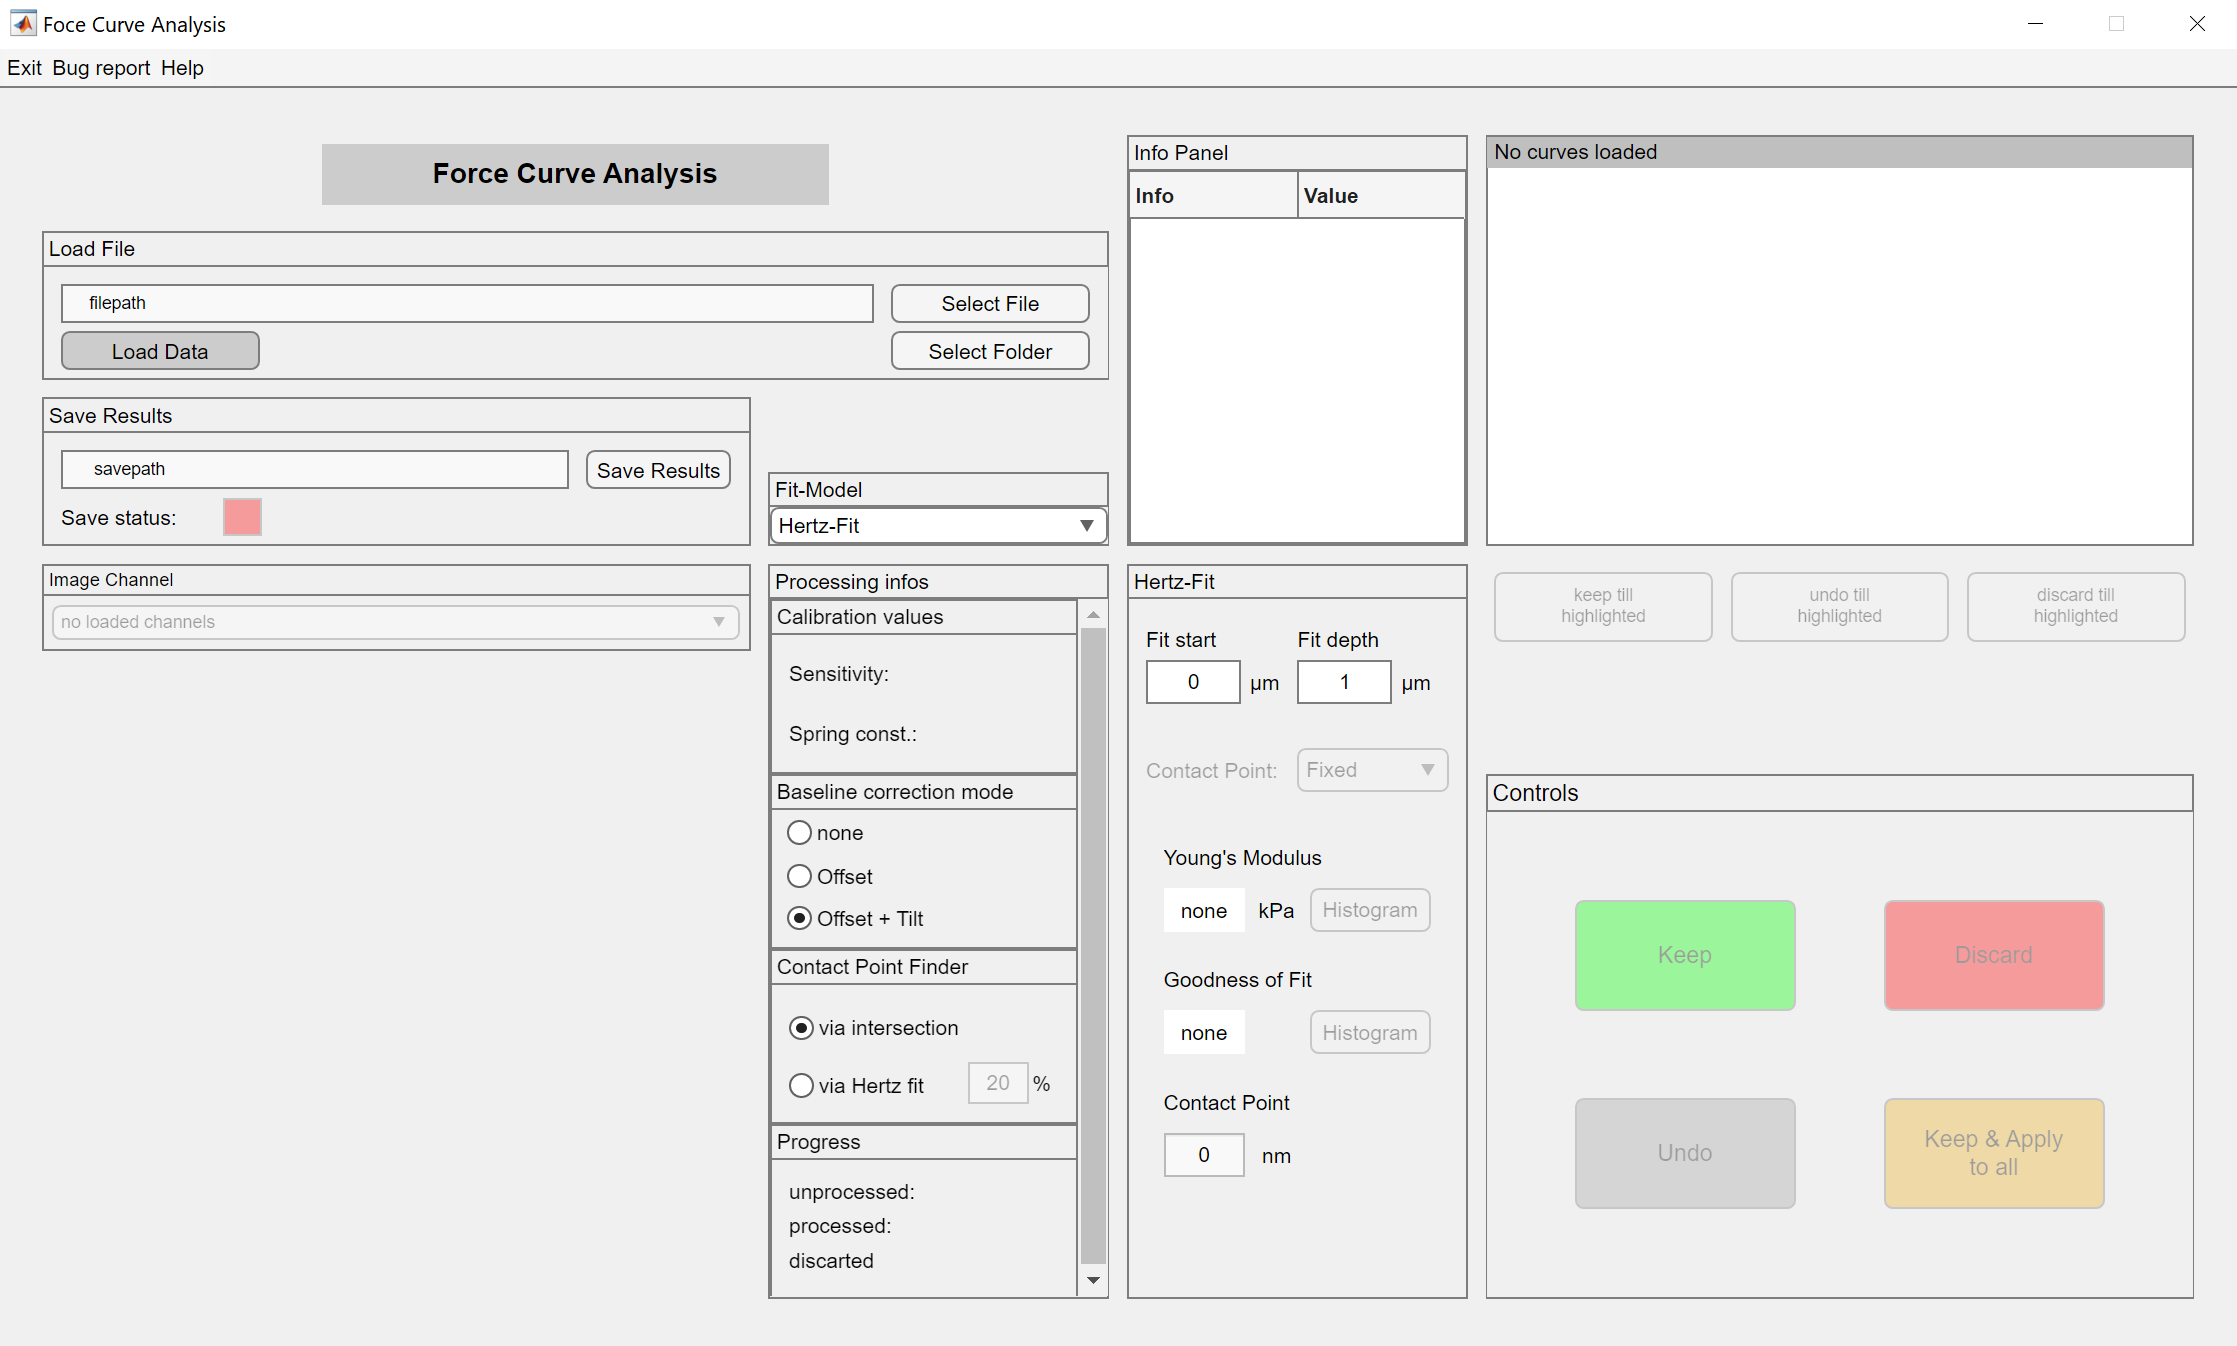 Foce Curve Analysis
Exit Bug report Help
Force Curve Analysis
Load File
filepath
Select File
Load Data
Select Folder
Save Results
savepath
Save Results
Save status:
Image Channel
no loaded channels
Fit-Model
Hertz-Fit
Processing infos
Calibration values
Sensitivity:
Spring const.:
Baseline correction mode
none
Offset
Offset + Tilt
Contact Point Finder
via intersection
via Hertz fit 20 %
Progress
unprocessed:
processed:
discarted
Info Panel
Info Value
Hertz-Fit
Fit start Fit depth
0 µm 1 µm
Contact Point: Fixed
Young's Modulus
none kPa Histogram
Goodness of Fit
none Histogram
Contact Point
0 nm
No curves loaded
keep till
highlighted
undo till
highlighted
discard till
highlighted
Controls
Keep
Discard
Undo
Keep & Apply
to all